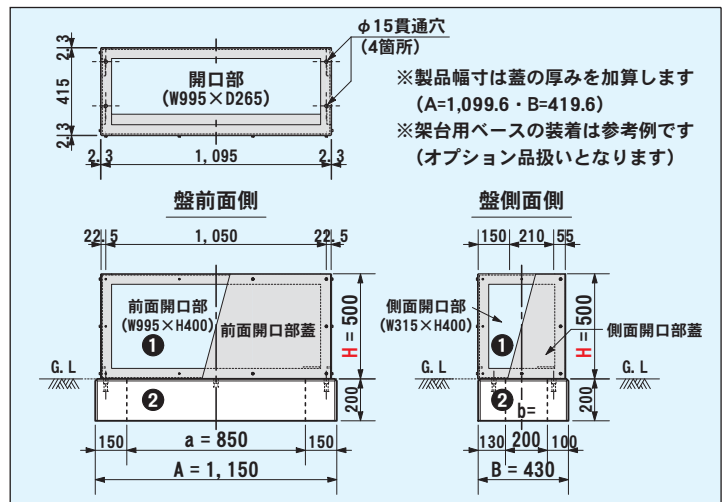 φ15貫通穴
(4箇所)
2.3
415
2.3
開口部
(W995×D265)
2.3
1,095
2.3
※製品幅寸は蓋の厚みを加算します
(A=1,099.6・B=419.6)
※架台用ベースの装着は参考例です
(オプション品扱いとなります)
盤前面側
盤側面側
22.5
1,050
22.5
150
210
55
前面開口部
(W995×H400)
前面開口部蓋
❶
H=500
側面開口部
(W315×H400)
❶
側面開口部蓋
H=500
G.L
G.L
❷
200
❷
b=
200
150
a=850
150
130
200
100
A=1,150
B=430